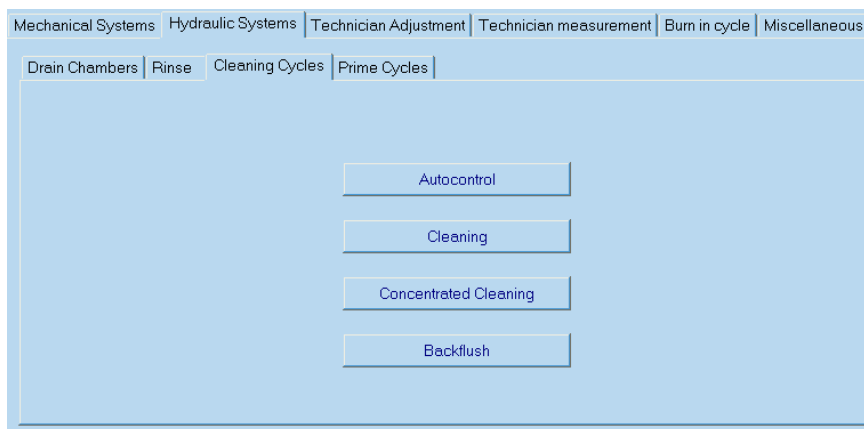 Mechanical Systems Hydraulic Systems Technician Adjustment Technician measurement Burn in cycle Miscellaneous
Drain Chambers Rinse Cleaning Cycles Prime Cycles
Autocontrol
Cleaning
Concentrated Cleaning
Backflush